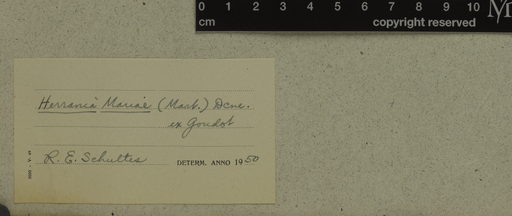 0 1 2 3 4 5 6 7 8 9 10
cm copyright reserved
Herrania Mariae (Mart.) Dcne.
ex Goudot
R. E. Schultes DETERM. ANNO 1950